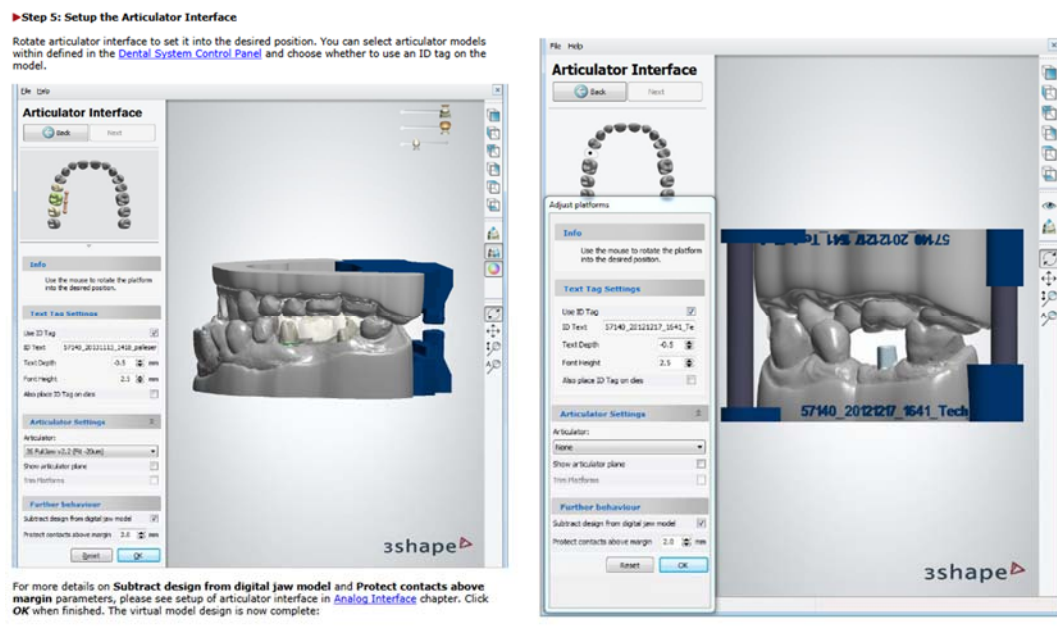 ►Step 5: Setup the Articulator Interface
Rotate articulator interface to set it into the desired position. You can select articulator models
within defined in the Dental System Control Panel and choose whether to use an ID tag on the
model.
File Help
Articulator Interface
Back Next
Info
Use the mouse to rotate the platform
into the desired position.
Text Tag Settings
Use ID Tag
ID Text
Text Depth -0.5 mm
Font Height 2.5 mm
Also place ID Tag on dies
Articulator Settings
Articulator:
Show articulator plane
Trim Platforms
Further behaviour
Subtract design from digital jaw model
Protect contacts above margin 2.0 mm
Reset OK
3shape
For more details on Subtract design from digital jaw model and Protect contacts above
margin parameters, please see setup of articulator interface in Analog Interface chapter. Click
OK when finished. The virtual model design is now complete:
File Help
Articulator Interface
Back Next
Adjust platforms
Info
Use the mouse to rotate the platform
into the desired position.
Text Tag Settings
Use ID Tag
ID Text 57140_20121217_1641_Te
Text Depth -0.5
Font Height 2.5
Also place ID Tag on dies
Articulator Settings
Articulator:
None
Show articulator plane
Trim Platforms
Further behaviour
Subtract design from digital jaw model
Protect contacts above margin 2.0 mm
Reset OK
57140_20121217_1641_Tech
3shape